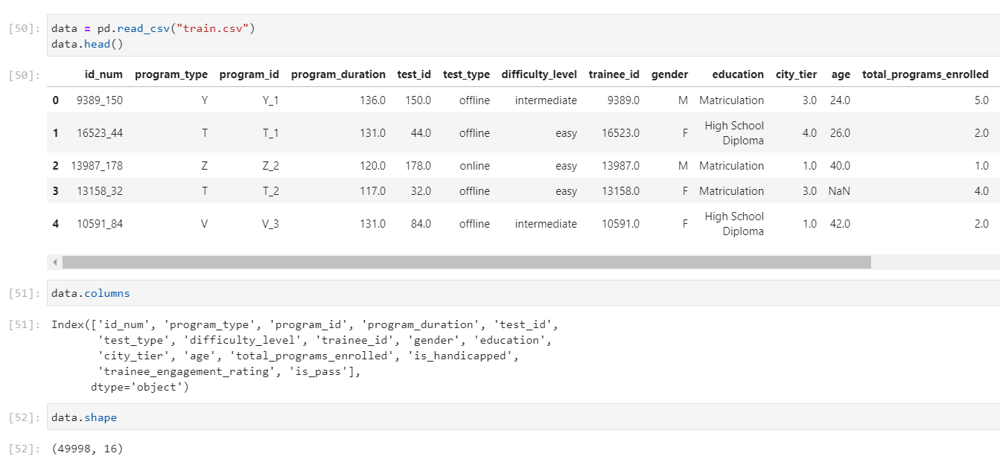 [50]: data = pd.read_csv("train.csv")
data.head()
[50]: id_num program_type program_id program_duration test_id test_type difficulty_level trainee_id gender education city_tier age total_programs_enrolled
0 9389_150 Y Y_1 136.0 150.0 offline intermediate 9389.0 M Matriculation 3.0 24.0 5.0
1 16523_44 T T_1 131.0 44.0 offline easy 16523.0 F High School Diploma 4.0 26.0 2.0
2 13987_178 Z Z_2 120.0 178.0 online easy 13987.0 M Matriculation 1.0 40.0 1.0
3 13158_32 T T_2 117.0 32.0 offline easy 13158.0 F Matriculation 3.0 NaN 4.0
4 10591_84 V V_3 131.0 84.0 offline intermediate 10591.0 F High School Diploma 1.0 42.0 2.0
[51]: data.columns
[51]: Index(['id_num', 'program_type', 'program_id', 'program_duration', 'test_id',
'test_type', 'difficulty_level', 'trainee_id', 'gender', 'education',
'city_tier', 'age', 'total_programs_enrolled', 'is_handicapped',
'trainee_engagement_rating', 'is_pass'],
dtype='object')
[52]: data.shape
[52]: (49998, 16)